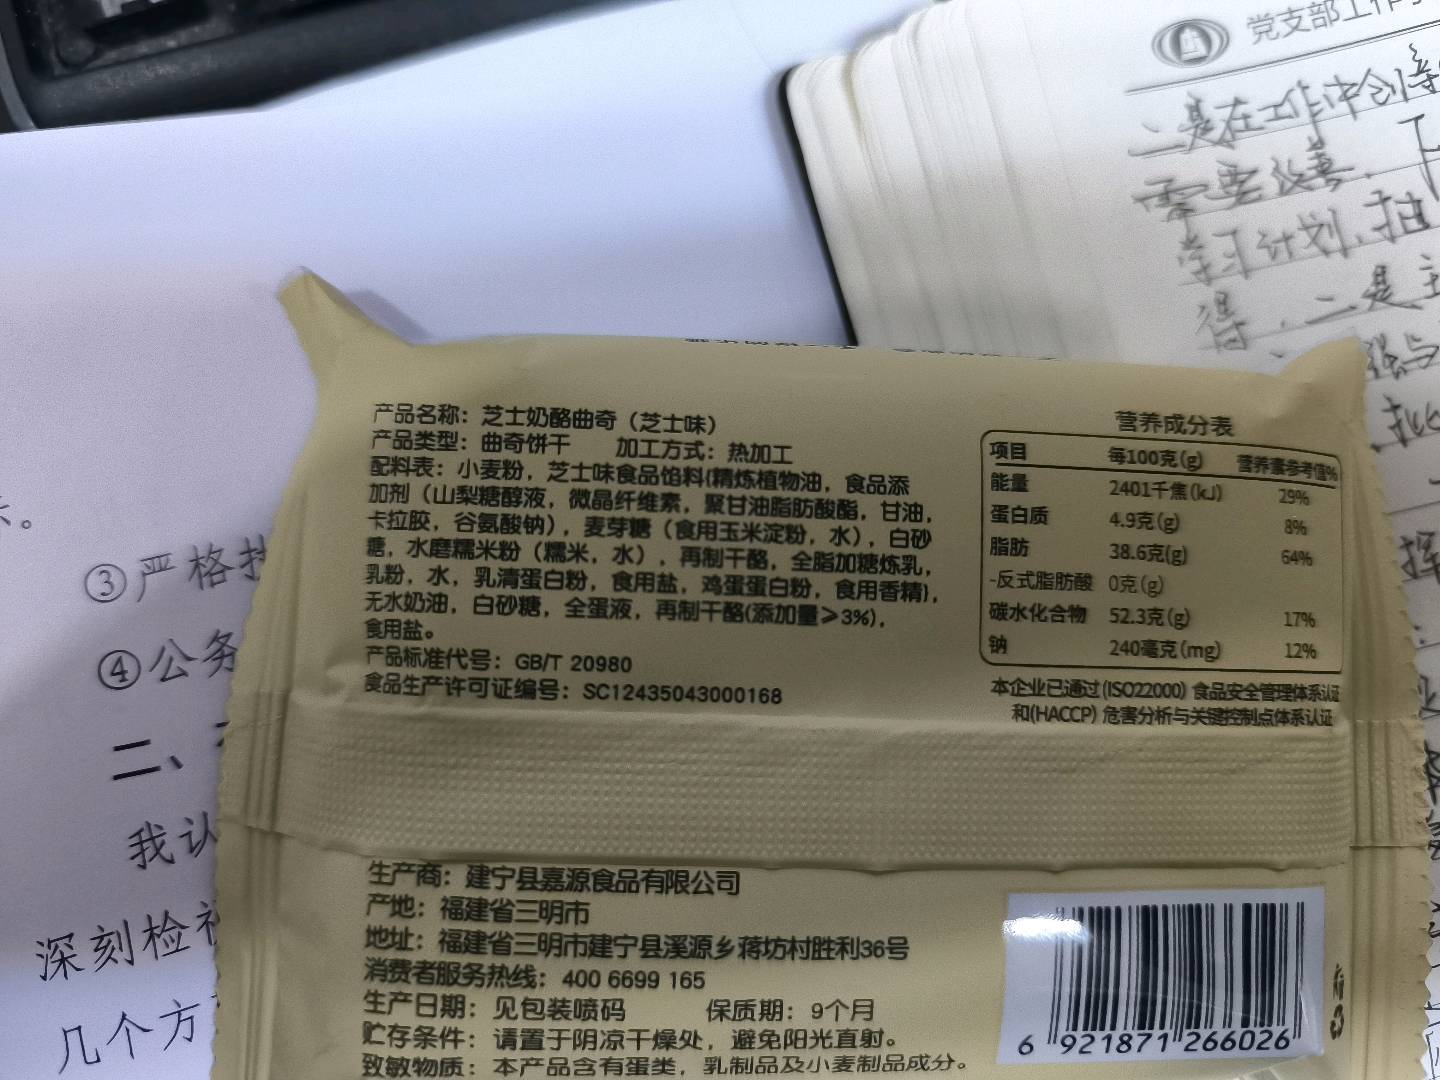 党支部工作
二是在工作中创
需要改善、
学习计划、抽
得、二是
③严格
④公务
二、
我认
深刻检
几个方
产品名称：芝士奶酪曲奇（芝士味）
产品类型：曲奇饼干 加工方式：热加工
配料表：小麦粉，芝士味食品馅料{精炼植物油，食品添
加剂（山梨糖醇液，微晶纤维素，聚甘油脂肪酸酯，甘油，
卡拉胶，谷氨酸钠），麦芽糖（食用玉米淀粉，水），白砂
糖，水磨糯米粉（糯米，水），再制干酪，全脂加糖炼乳，
乳粉，水，乳清蛋白粉，食用盐，鸡蛋蛋白粉，食用香精}，
无水奶油，白砂糖，全蛋液，再制干酪(添加量≥3%)，
食用盐。
产品标准代号：GB/T 20980
食品生产许可证编号：SC12435043000168
营养成分表
项目 每100克(g) 营养素参考值%
能量 2401千焦(kJ) 29%
蛋白质 4.9克(g) 8%
脂肪 38.6克(g) 64%
-反式脂肪酸 0克(g)
碳水化合物 52.3克(g) 17%
钠 240毫克(mg) 12%
本企业已通过(ISO22000) 食品安全管理体系认证
和(HACCP) 危害分析与关键控制点体系认证
生产商：建宁县嘉源食品有限公司
产地：福建省三明市
地址：福建省三明市建宁县溪源乡蒋坊村胜利36号
消费者服务热线：400 6699 165
生产日期：见包装喷码 保质期：9个月
贮存条件：请置于阴凉干燥处，避免阳光直射。
致敏物质：本产品含有蛋类，乳制品及小麦制品成分。
6 921871 266026